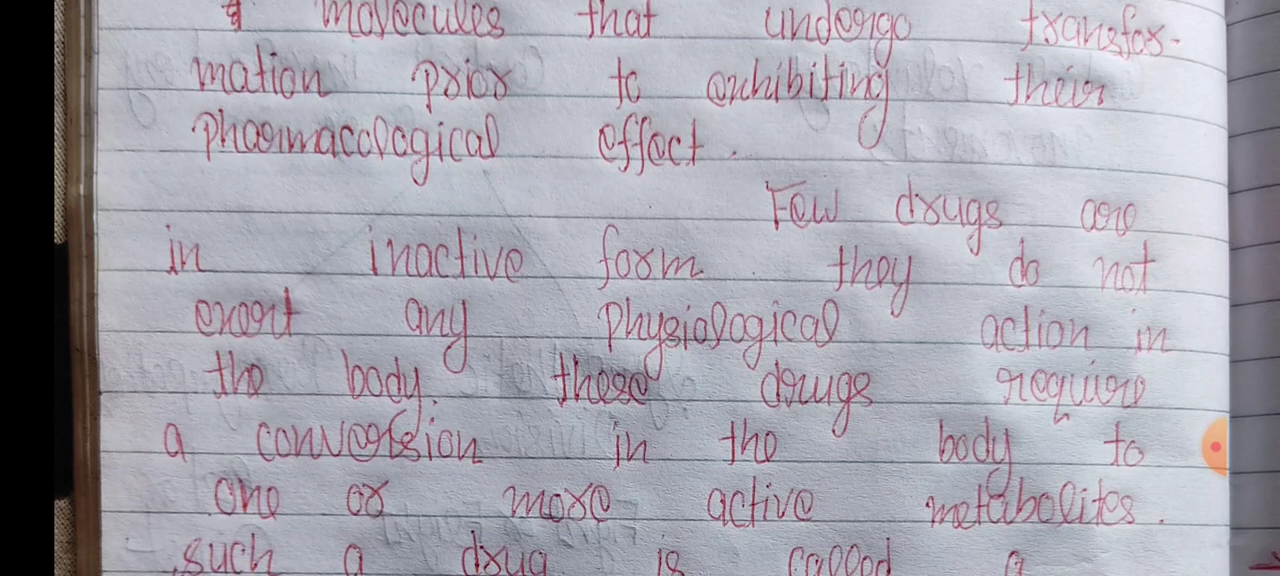 molecules that undergo transfor-
mation prior to exhibiting their
pharmacological effect.
Few drugs are
in inactive form they do not
exert any physiological action in
the body. these drugs require
a conversion in the body to
one or more active metabolites.
such a drug is called a